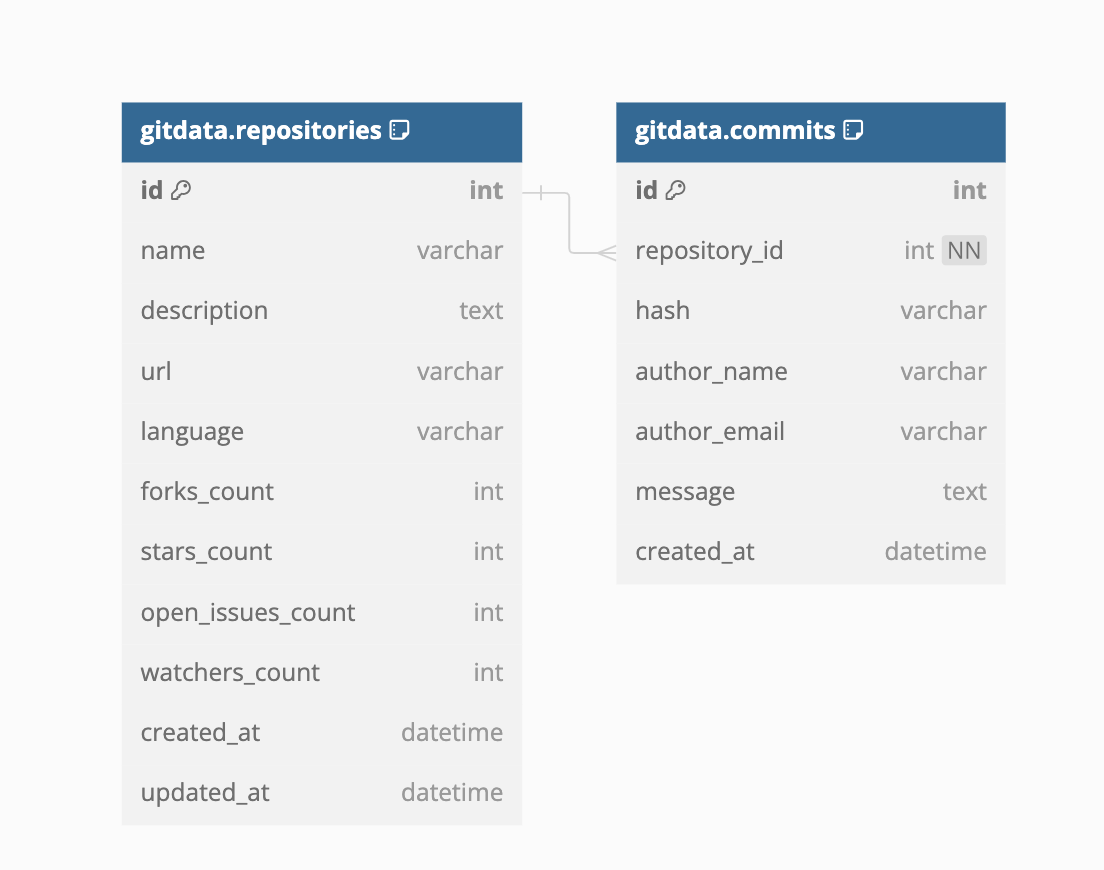 gitdata.repositories
id int
name varchar
description text
url varchar
language varchar
forks_count int
stars_count int
open_issues_count int
watchers_count int
created_at datetime
updated_at datetime
gitdata.commits
id int
repository_id int NN
hash varchar
author_name varchar
author_email varchar
message text
created_at datetime